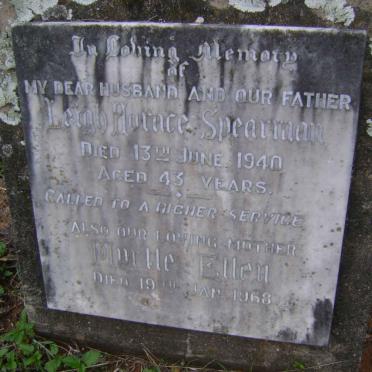 In Loving Memory
of
MY DEAR HUSBAND AND OUR FATHER
Leigh Horace Spearman
DIED 13TH JUNE 1940
AGED 43 YEARS.
CALLED TO A HIGHER SERVICE
ALSO OUR LOVING MOTHER
Myrtle Ellen
DIED 19TH JAN. 1968